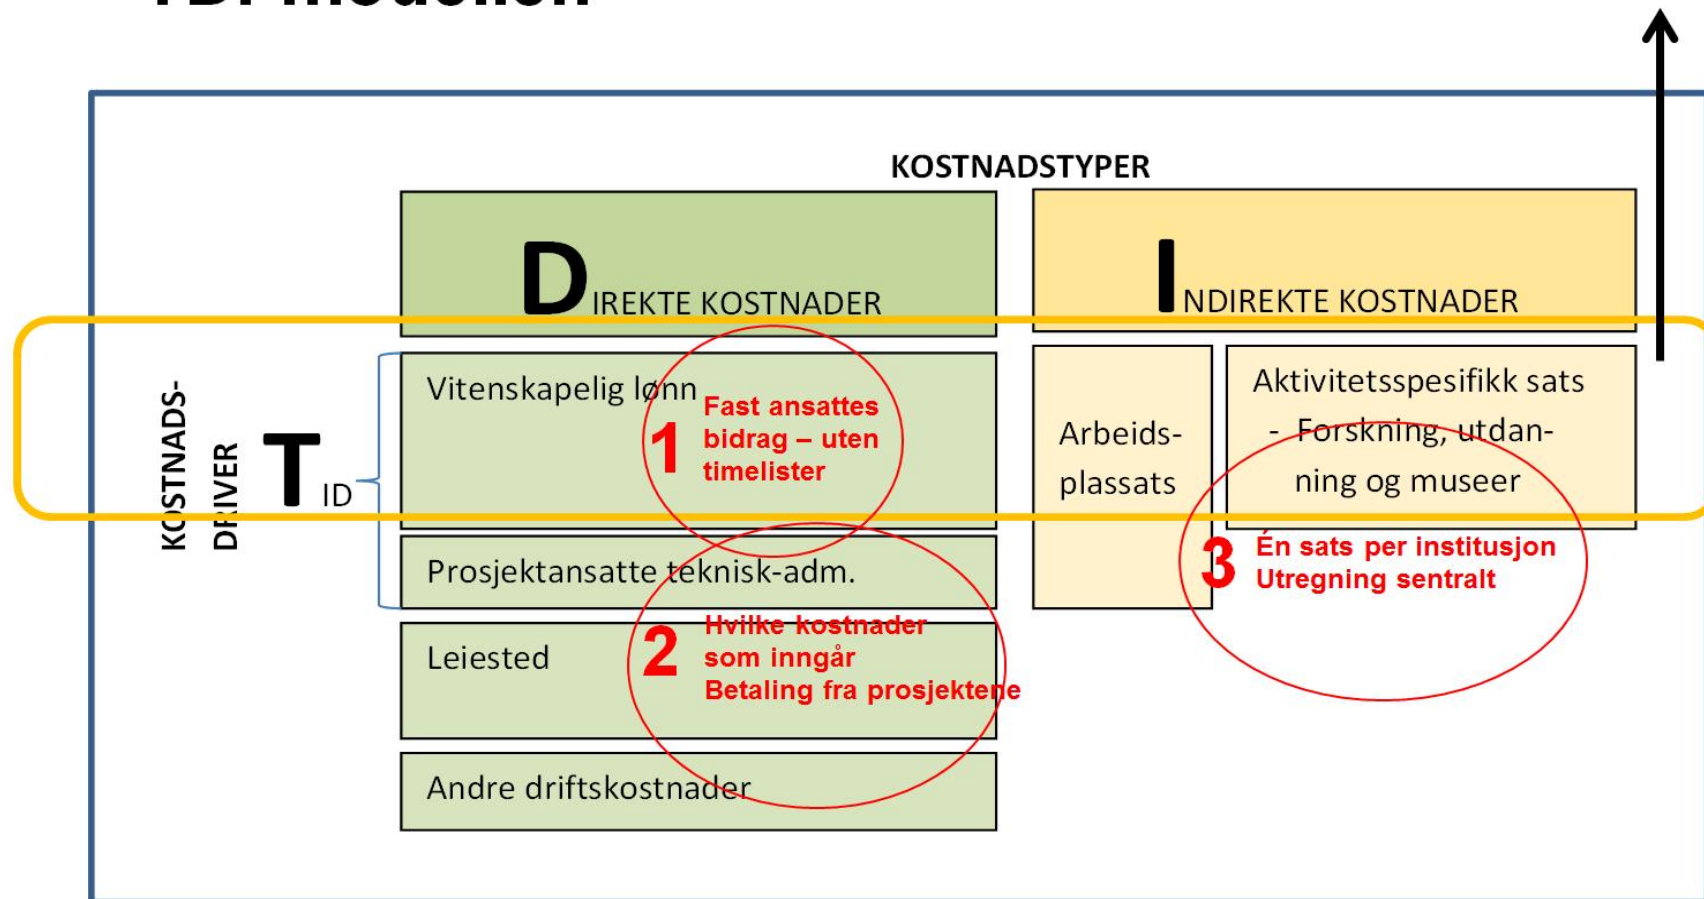 KOSTNADSTYPER
DIREKTE KOSTNADER
INDIREKTE KOSTNADER
KOSTNADS-
DRIVER
TID
Vitenskapelig lønn
1
Fast ansattes
bidrag – uten
timelister
Arbeids-
plassats
Aktivitetsspesifikk sats
- Forskning, utdan-
ning og museer
Prosjektansatte teknisk-adm.
3
Én sats per institusjon
Utregning sentralt
Leiested
2
Hvilke kostnader
som inngår
Betaling fra prosjektene
Andre driftskostnader